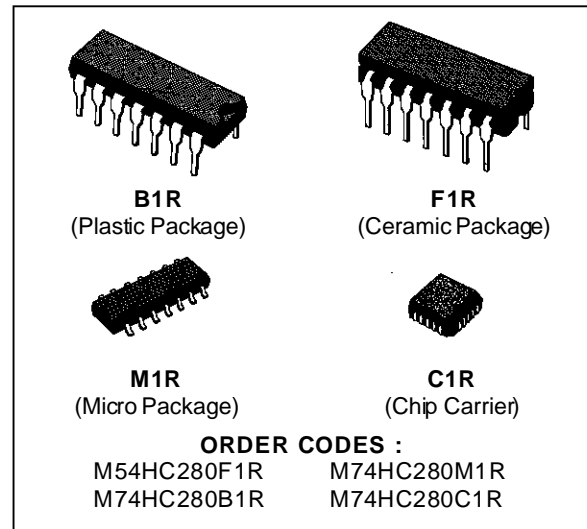 B1R
(Plastic Package)
F1R
(Ceramic Package)
M1R
(Micro Package)
C1R
(Chip Carrier)
ORDER CODES :
M54HC280F1R M74HC280M1R
M74HC280B1R M74HC280C1R